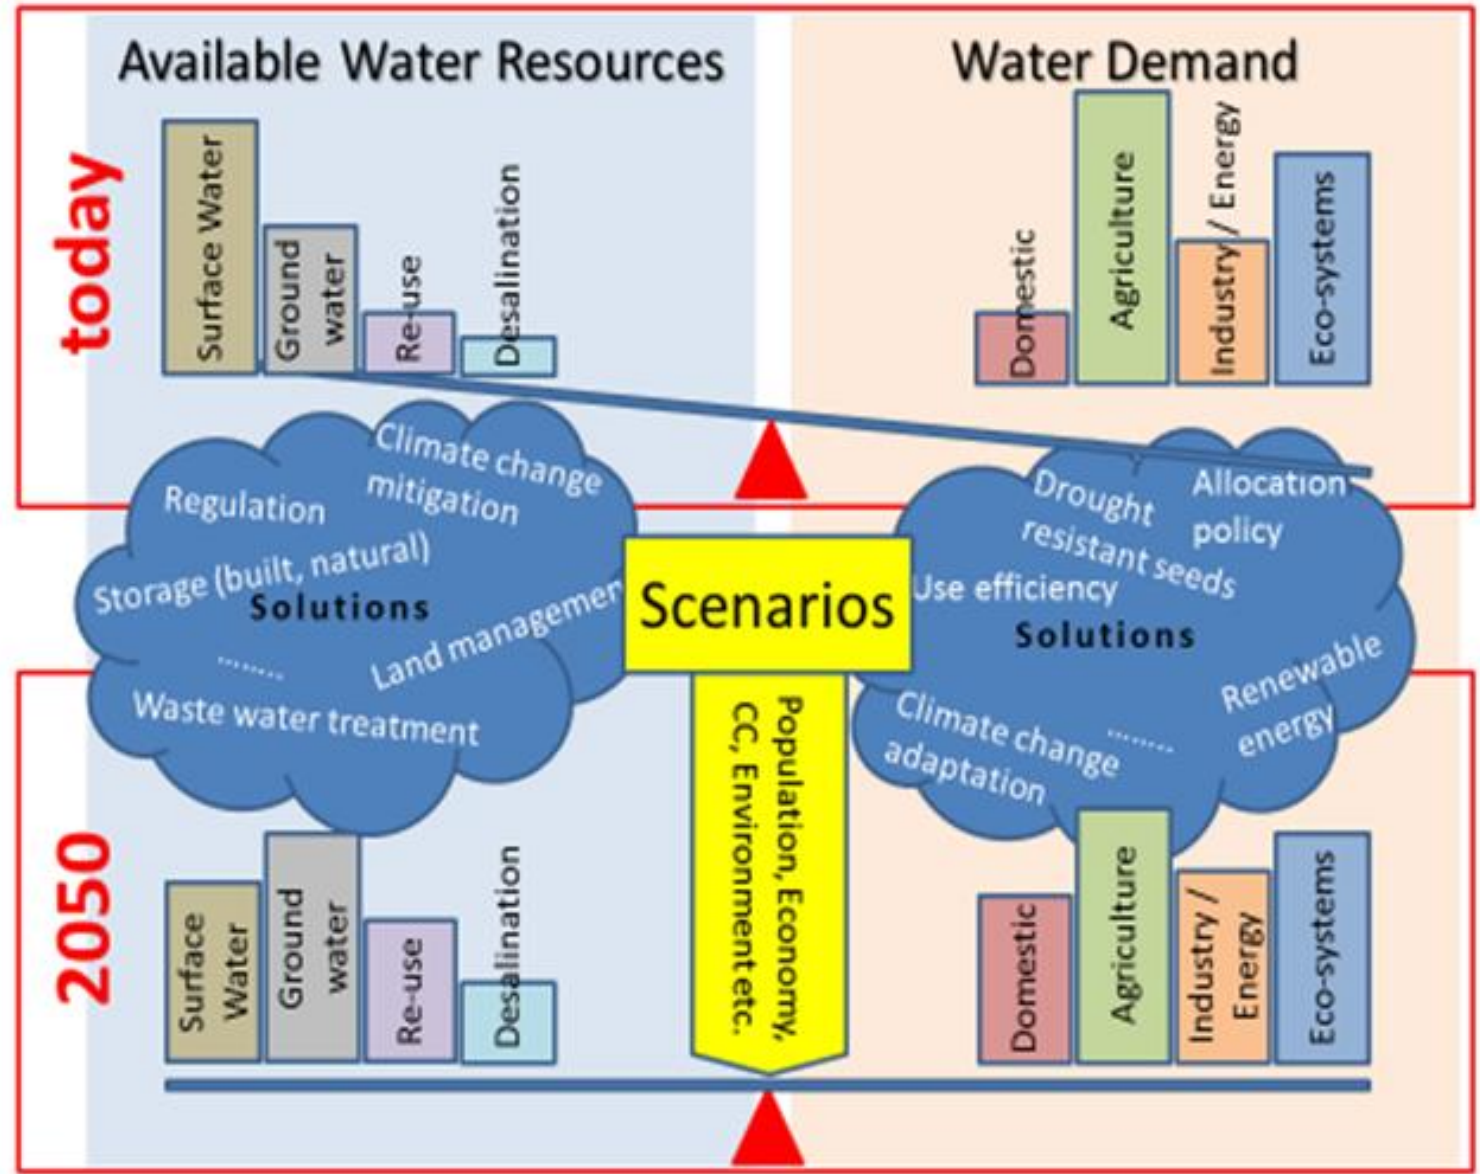 Available Water Resources
Water Demand
today
Surface Water
Ground
water
Re-use
Desalination
Domestic
Agriculture
Industry / Energy
Eco-systems
Climate change
mitigation
Regulation
Storage (built, natural)
Solutions
Land managemen
........
Waste water treatment
Scenarios
Drought
resistant seeds
Allocation
policy
Use efficiency
Solutions
Renewable
energy
Climate change
adaptation
........
Population, Economy,
CC, Environment etc.
2050
Surface
Water
Ground
water
Re-use
Desalination
Domestic
Agriculture
Industry /
Energy
Eco-systems